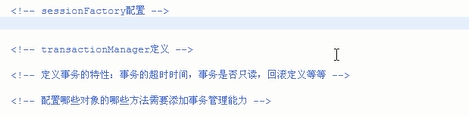 <!-- sessionFactory配置 -->
<!-- transactionManager定义 -->
<!-- 定义事务的特性：事务的超时时间，事务是否只读，回滚定义等等 -->
<!-- 配置哪些对象的哪些方法需要添加事务管理能力 -->